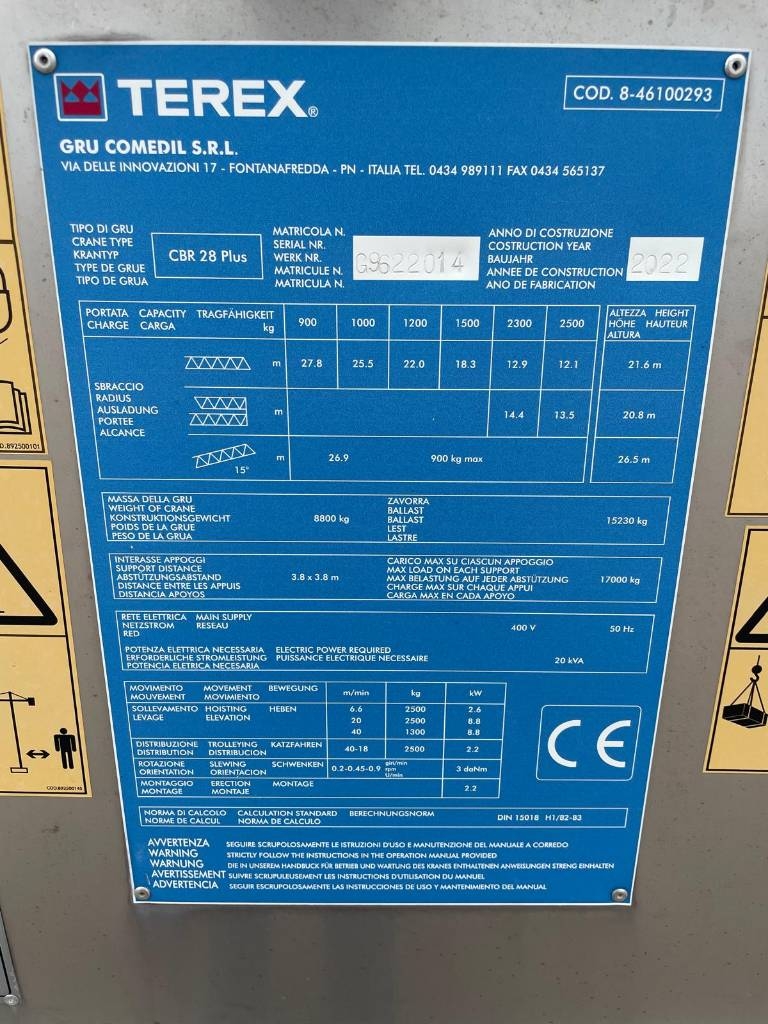 TEREX®
COD. 8-46100293
GRU COMEDIL S.R.L.
VIA DELLE INNOVAZIONI 17 - FONTANAFREDDA - PN - ITALIA TEL. 0434 989111 FAX 0434 565137
TIPO DI GRU
CRANE TYPE
KRANTYP
TYPE DE GRUE
TIPO DE GRUA
CBR 28 Plus
MATRICOLA N.
SERIAL NR.
WERK NR.
MATRICULE N.
MATRICULA N.
G9622014
ANNO DI COSTRUZIONE
COSTRUCTION YEAR
BAUJAHR
ANNEE DE CONSTRUCTION
ANO DE FABRICATION
2022
PORTATA CAPACITY TRAGFÄHIGKEIT
CHARGE CARGA kg
900 1000 1200 1500 2300 2500
ALTEZZA HEIGHT
HÖHE HAUTEUR
ALTURA
SBRACCIO
RADIUS
AUSLADUNG
PORTEE
ALCANCE
m 27.8 25.5 22.0 18.3 12.9 12.1 21.6 m
m 14.4 13.5 20.8 m
15° m 26.9 900 kg max 26.5 m
MASSA DELLA GRU
WEIGHT OF CRANE
KONSTRUKTIONSGEWICHT
POIDS DE LA GRUE
PESO DE LA GRUA
8800 kg
ZAVORRA
BALLAST
BALLAST
LEST
LASTRE
15230 kg
INTERASSE APPOGGI
SUPPORT DISTANCE
ABSTÜTZUNGSABSTAND
DISTANCE ENTRE LES APPUIS
DISTANCIA APOYOS
3.8 x 3.8 m
CARICO MAX SU CIASCUN APPOGGIO
MAX LOAD ON EACH SUPPORT
MAX BELASTUNG AUF JEDER ABSTÜTZUNG
CHARGE MAX SUR CHAQUE APPUI
CARGA MAX EN CADA APOYO
17000 kg
RETE ELETTRICA MAIN SUPPLY
NETZSTROM RESEAU
RED
400 V 50 Hz
POTENZA ELETTRICA NECESSARIA ELECTRIC POWER REQUIRED
ERFORDERLICHE STROMLEISTUNG PUISSANCE ELECTRIQUE NECESSAIRE
POTENCIA ELETRICA NECESARIA
20 kVA
MOVIMENTO MOVEMENT BEWEGUNG
MOUVEMENT MOVIMIENTO
m/min kg kW
SOLLEVAMENTO HOISTING HEBEN
LEVAGE ELEVATION
6.6 2500 2.6
20 2500 8.8
40 1300 8.8
DISTRIBUZIONE TROLLEYING KATZFAHREN
DISTRIBUTION DISTRIBUCION
40-18 2500 2.2
ROTAZIONE SLEWING SCHWENKEN
ORIENTATION ORIENTACION
0.2-0.45-0.9 giri/min
rpm
U/min
3 daNm
MONTAGGIO ERECTION MONTAGE
MONTAGE MONTAJE
2.2
CE
NORMA DI CALCOLO CALCULATION STANDARD BERECHNUNGSNORM
NORME DE CALCUL NORMA DE CALCULO
DIN 15018 H1/B2-B3
AVVERTENZA SEGUIRE SCRUPOLOSAMENTE LE ISTRUZIONI D'USO E MANUTENZIONE DEL MANUALE A CORREDO
WARNING STRICTLY FOLLOW THE INSTRUCTIONS IN THE OPERATION MANUAL PROVIDED
WARNUNG DIE IN UNSEREM HANDBUCK FÜR BETRIEB UND WARTUNG DES KRANES ENTHALTENEN ANWEISUNGEN STRENG EINHALTEN
AVERTISSEMENT SUIVRE SCRUPULEUSEMENT LES INSTRUCTIONS D'UTILISATION DU MANUEL
ADVERTENCIA SEGUIR ESCRUPOLOSAMENTE LAS INSTRUCCIONES DE USO Y MANTENIMIENTO DEL MANUAL
D.:892500101
COD:892500145